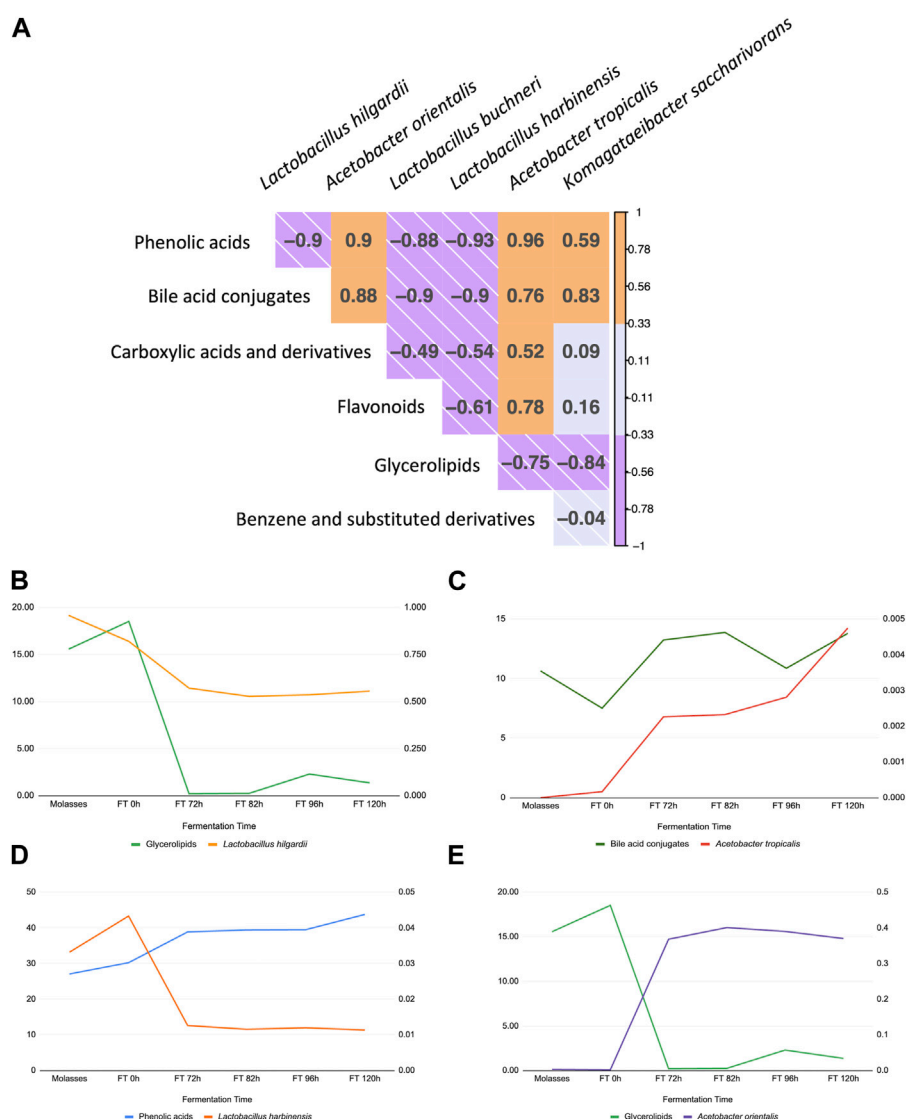 A
Lactobacillus hilgardii
Acetobacter orientalis
Lactobacillus buchneri
Lactobacillus harbinensis
Acetobacter tropicalis
Komagataeibacter saccharivorans
Phenolic acids −0.9 0.9 −0.88 −0.93 0.96 0.59
Bile acid conjugates 0.88 −0.9 −0.9 0.76 0.83
Carboxylic acids and derivatives −0.49 −0.54 0.52 0.09
Flavonoids −0.61 0.78 0.16
Glycerolipids −0.75 −0.84
Benzene and substituted derivatives −0.04
1
0.78
0.56
0.33
0.11
-0.11
-0.33
-0.56
-0.78
−1
B
20.00
15.00
10.00
5.00
0.00
1.000
0.750
0.500
0.250
0.000
Molasses FT 0h FT 72h FT 82h FT 96h FT 120h
Fermentation Time
Glycerolipids Lactobacillus hilgardii
C
15
10
5
0
0.005
0.004
0.003
0.002
0.001
0.000
Molasses FT 0h FT 72h FT 82h FT 96h FT 120h
Fermentation Time
Bile acid conjugates Acetobacter tropicalis
D
50
40
30
20
10
0
0.05
0.04
0.03
0.02
0.01
0.00
Molasses FT 0h FT 72h FT 82h FT 96h FT 120h
Fermentation Time
Phenolic acids Lactobacillus harbinensis
E
20.00
15.00
10.00
5.00
0.00
0.5
0.4
0.3
0.2
0.1
0.0
Molasses FT 0h FT 72h FT 82h FT 96h FT 120h
Fermentation Time
Glycerolipids Acetobacter orientalis